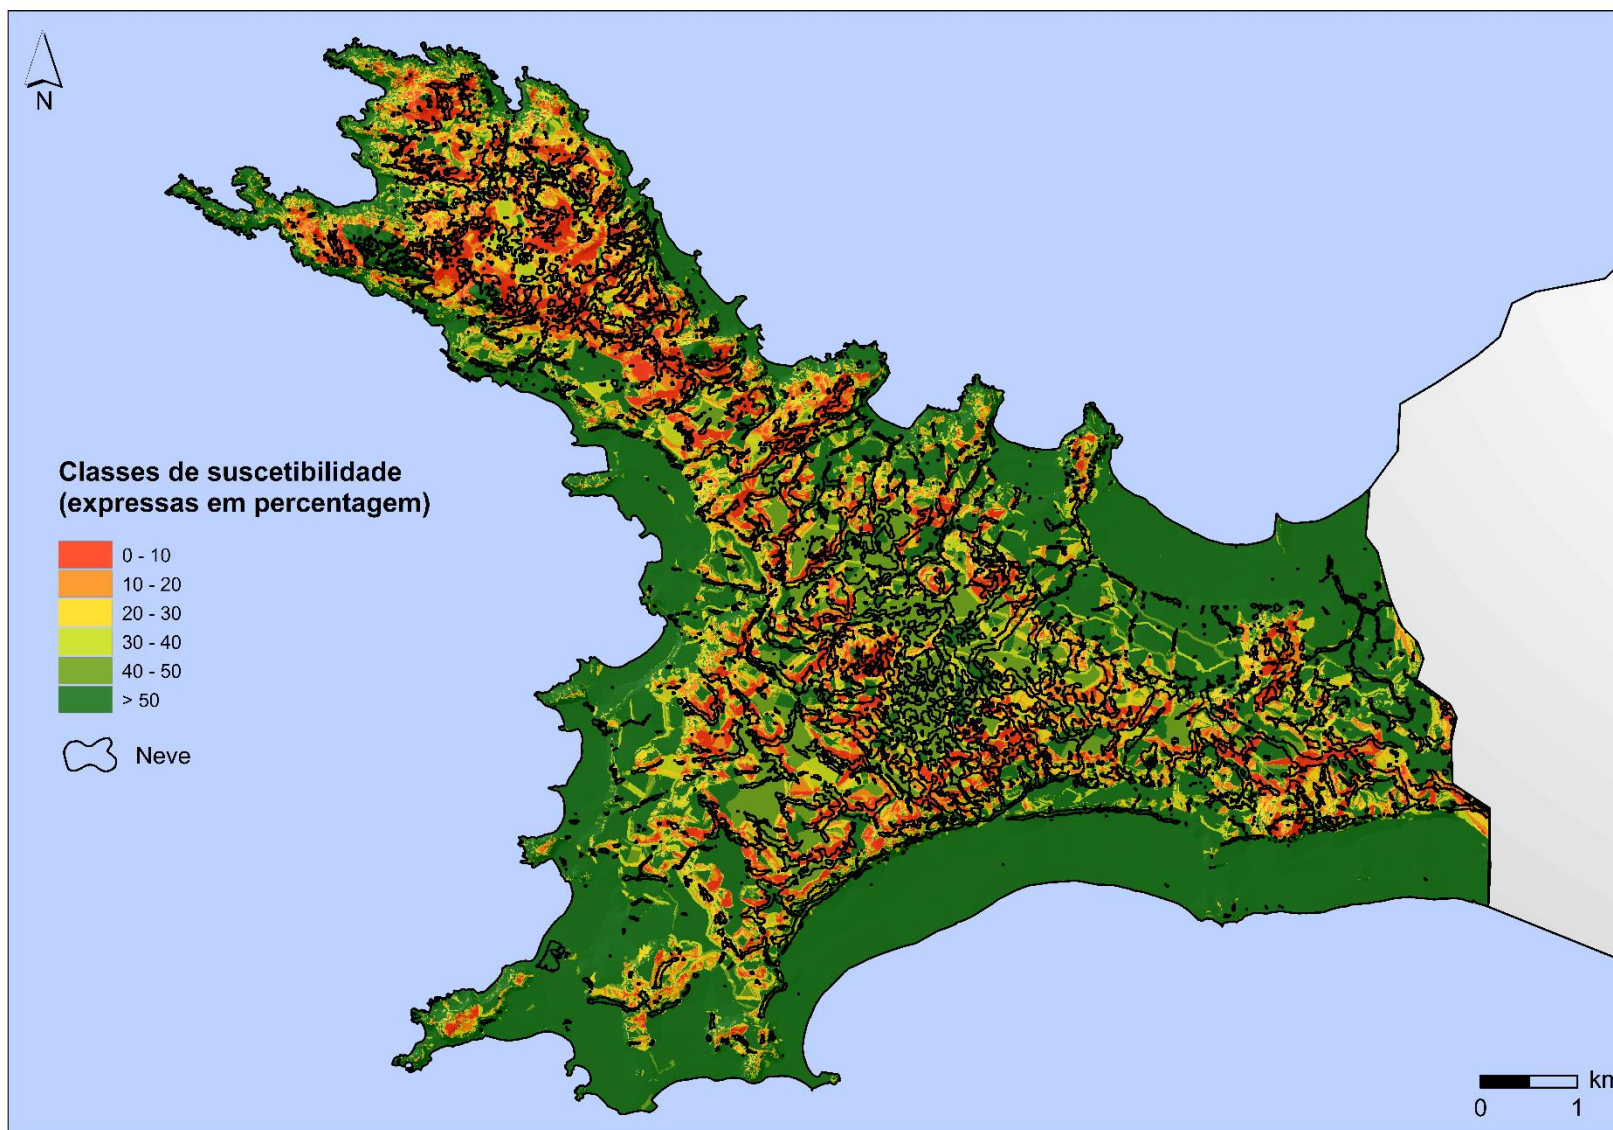 N
Classes de suscetibilidade
(expressas em percentagem)
0 - 10
10 - 20
20 - 30
30 - 40
40 - 50
> 50
Neve
km
0 1